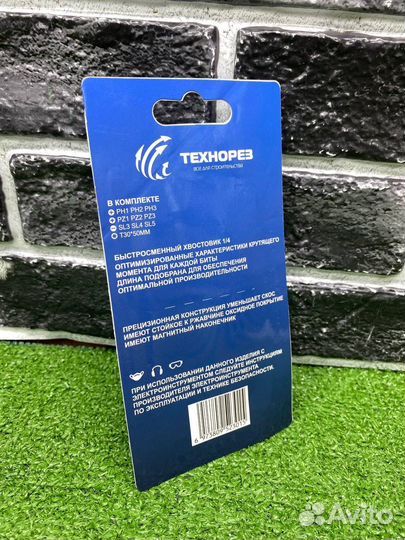 ТЕХНОРЕЗ
ВСЕ ДЛЯ СТРОИТЕЛЬСТВА
В КОМПЛЕКТЕ
PH1 PH2 PH3
PZ1 PZ2 PZ3
SL3 SL4 SL5
T30*50MM
БЫСТРОСМЕННЫЙ ХВОСТОВИК 1/4
ОПТИМИЗИРОВАННЫЕ ХАРАКТЕРИСТИКИ КРУТЯЩЕГО
МОМЕНТА ДЛЯ КАЖДОЙ БИТЫ
ДЛИНА ПОДОБРАНА ДЛЯ ОБЕСПЕЧЕНИЯ
ОПТИМАЛЬНОЙ ПРОИЗВОДИТЕЛЬНОСТИ
ПРЕЦИЗИОННАЯ КОНСТРУКЦИЯ УМЕНЬШАЕТ СКОС
ИМЕЮТ СТОЙКОЕ К РЖАВЧИНЕ ОКСИДНОЕ ПОКРЫТИЕ
ИМЕЮТ МАГНИТНЫЙ НАКОНЕЧНИК
ПРИ ИСПОЛЬЗОВАНИИ ДАННОГО ИЗДЕЛИЯ С
ЭЛЕКТРОИНСТРУМЕНТОМ СЛЕДУЙТЕ ИНСТРУКЦИЯМ
ПРОИЗВОДИТЕЛЯ ЭЛЕКТРОИНСТРУМЕНТА
ПО ЭКСПЛУАТАЦИИ И ТЕХНИКЕ БЕЗОПАСНОСТИ.
Avito